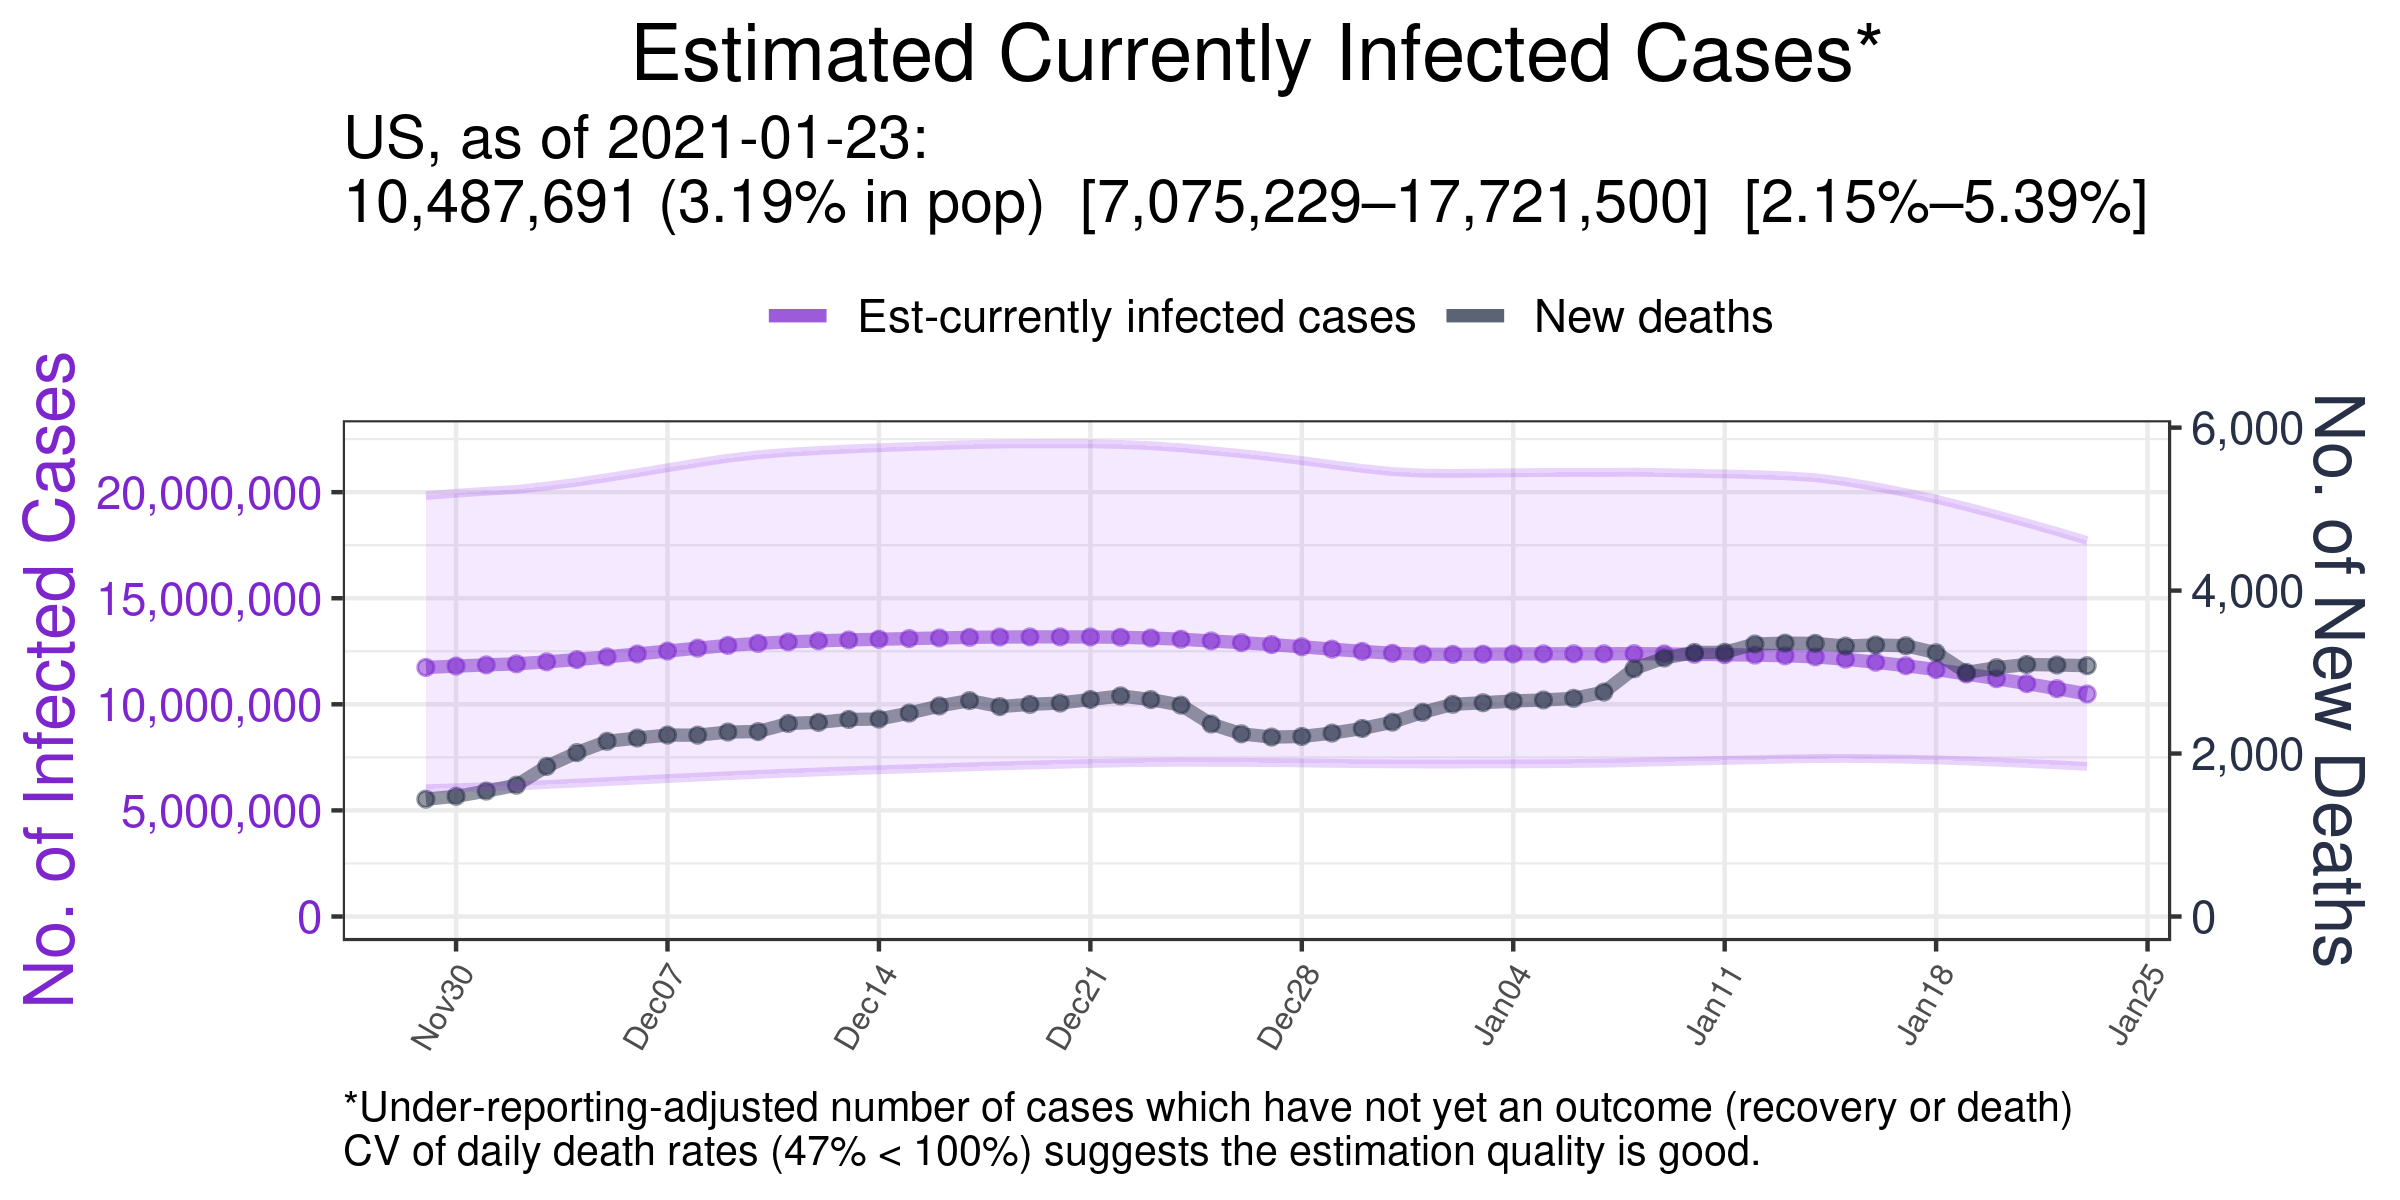 Estimated Currently Infected Cases*
US, as of 2021-01-23:
10,487,691 (3.19% in pop) [7,075,229–17,721,500] [2.15%–5.39%]
Est-currently infected cases
New deaths
No. of Infected Cases
20,000,000
15,000,000
10,000,000
5,000,000
0
6,000
4,000
2,000
0
No. of New Deaths
Nov30
Dec07
Dec14
Dec21
Dec28
Jan04
Jan11
Jan18
Jan25
*Under-reporting-adjusted number of cases which have not yet an outcome (recovery or death)
CV of daily death rates (47% < 100%) suggests the estimation quality is good.